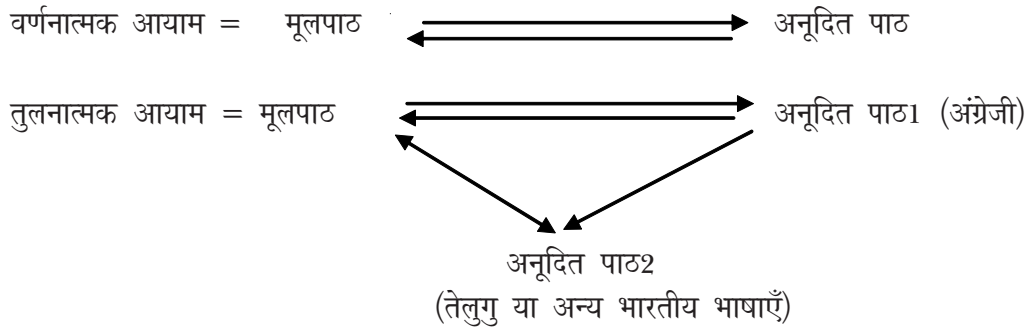 वर्णनात्मक आयाम = मूलपाठ अनूदित पाठ
तुलनात्मक आयाम = मूलपाठ अनूदित पाठ1 (अंग्रेजी)
अनूदित पाठ2
(तेलुगु या अन्य भारतीय भाषाएँ)